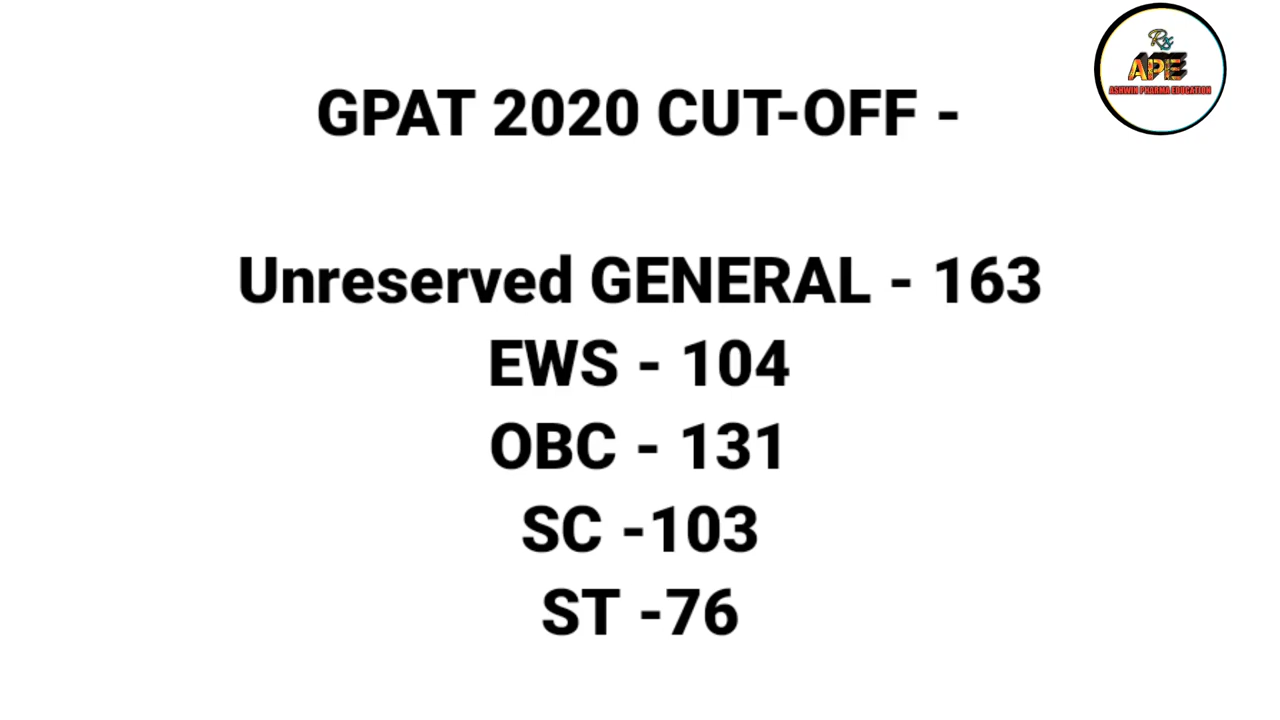 Rx
APE
ASHWIN PHARMA EDUCATION
GPAT 2020 CUT-OFF -
Unreserved GENERAL - 163
EWS - 104
OBC - 131
SC -103
ST -76